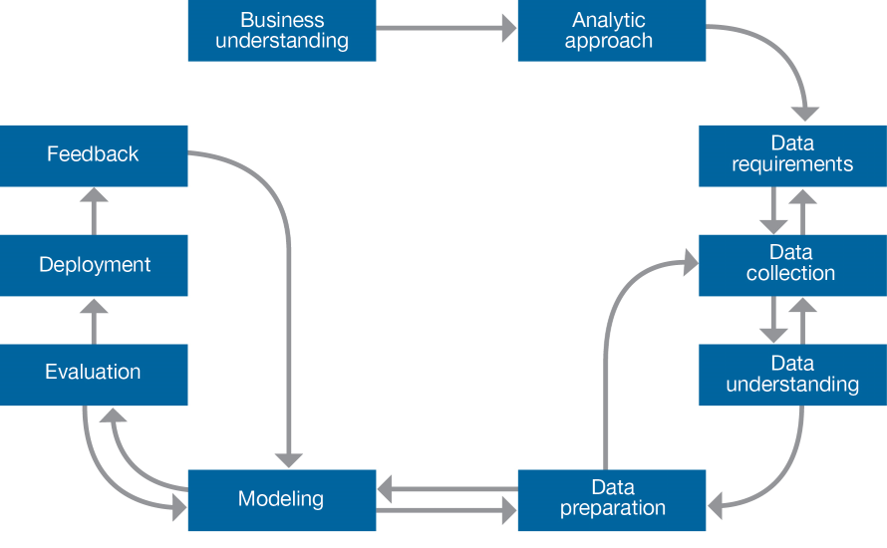 Business
understanding
Analytic
approach
Data
requirements
Data
collection
Data
understanding
Data
preparation
Modeling
Evaluation
Deployment
Feedback